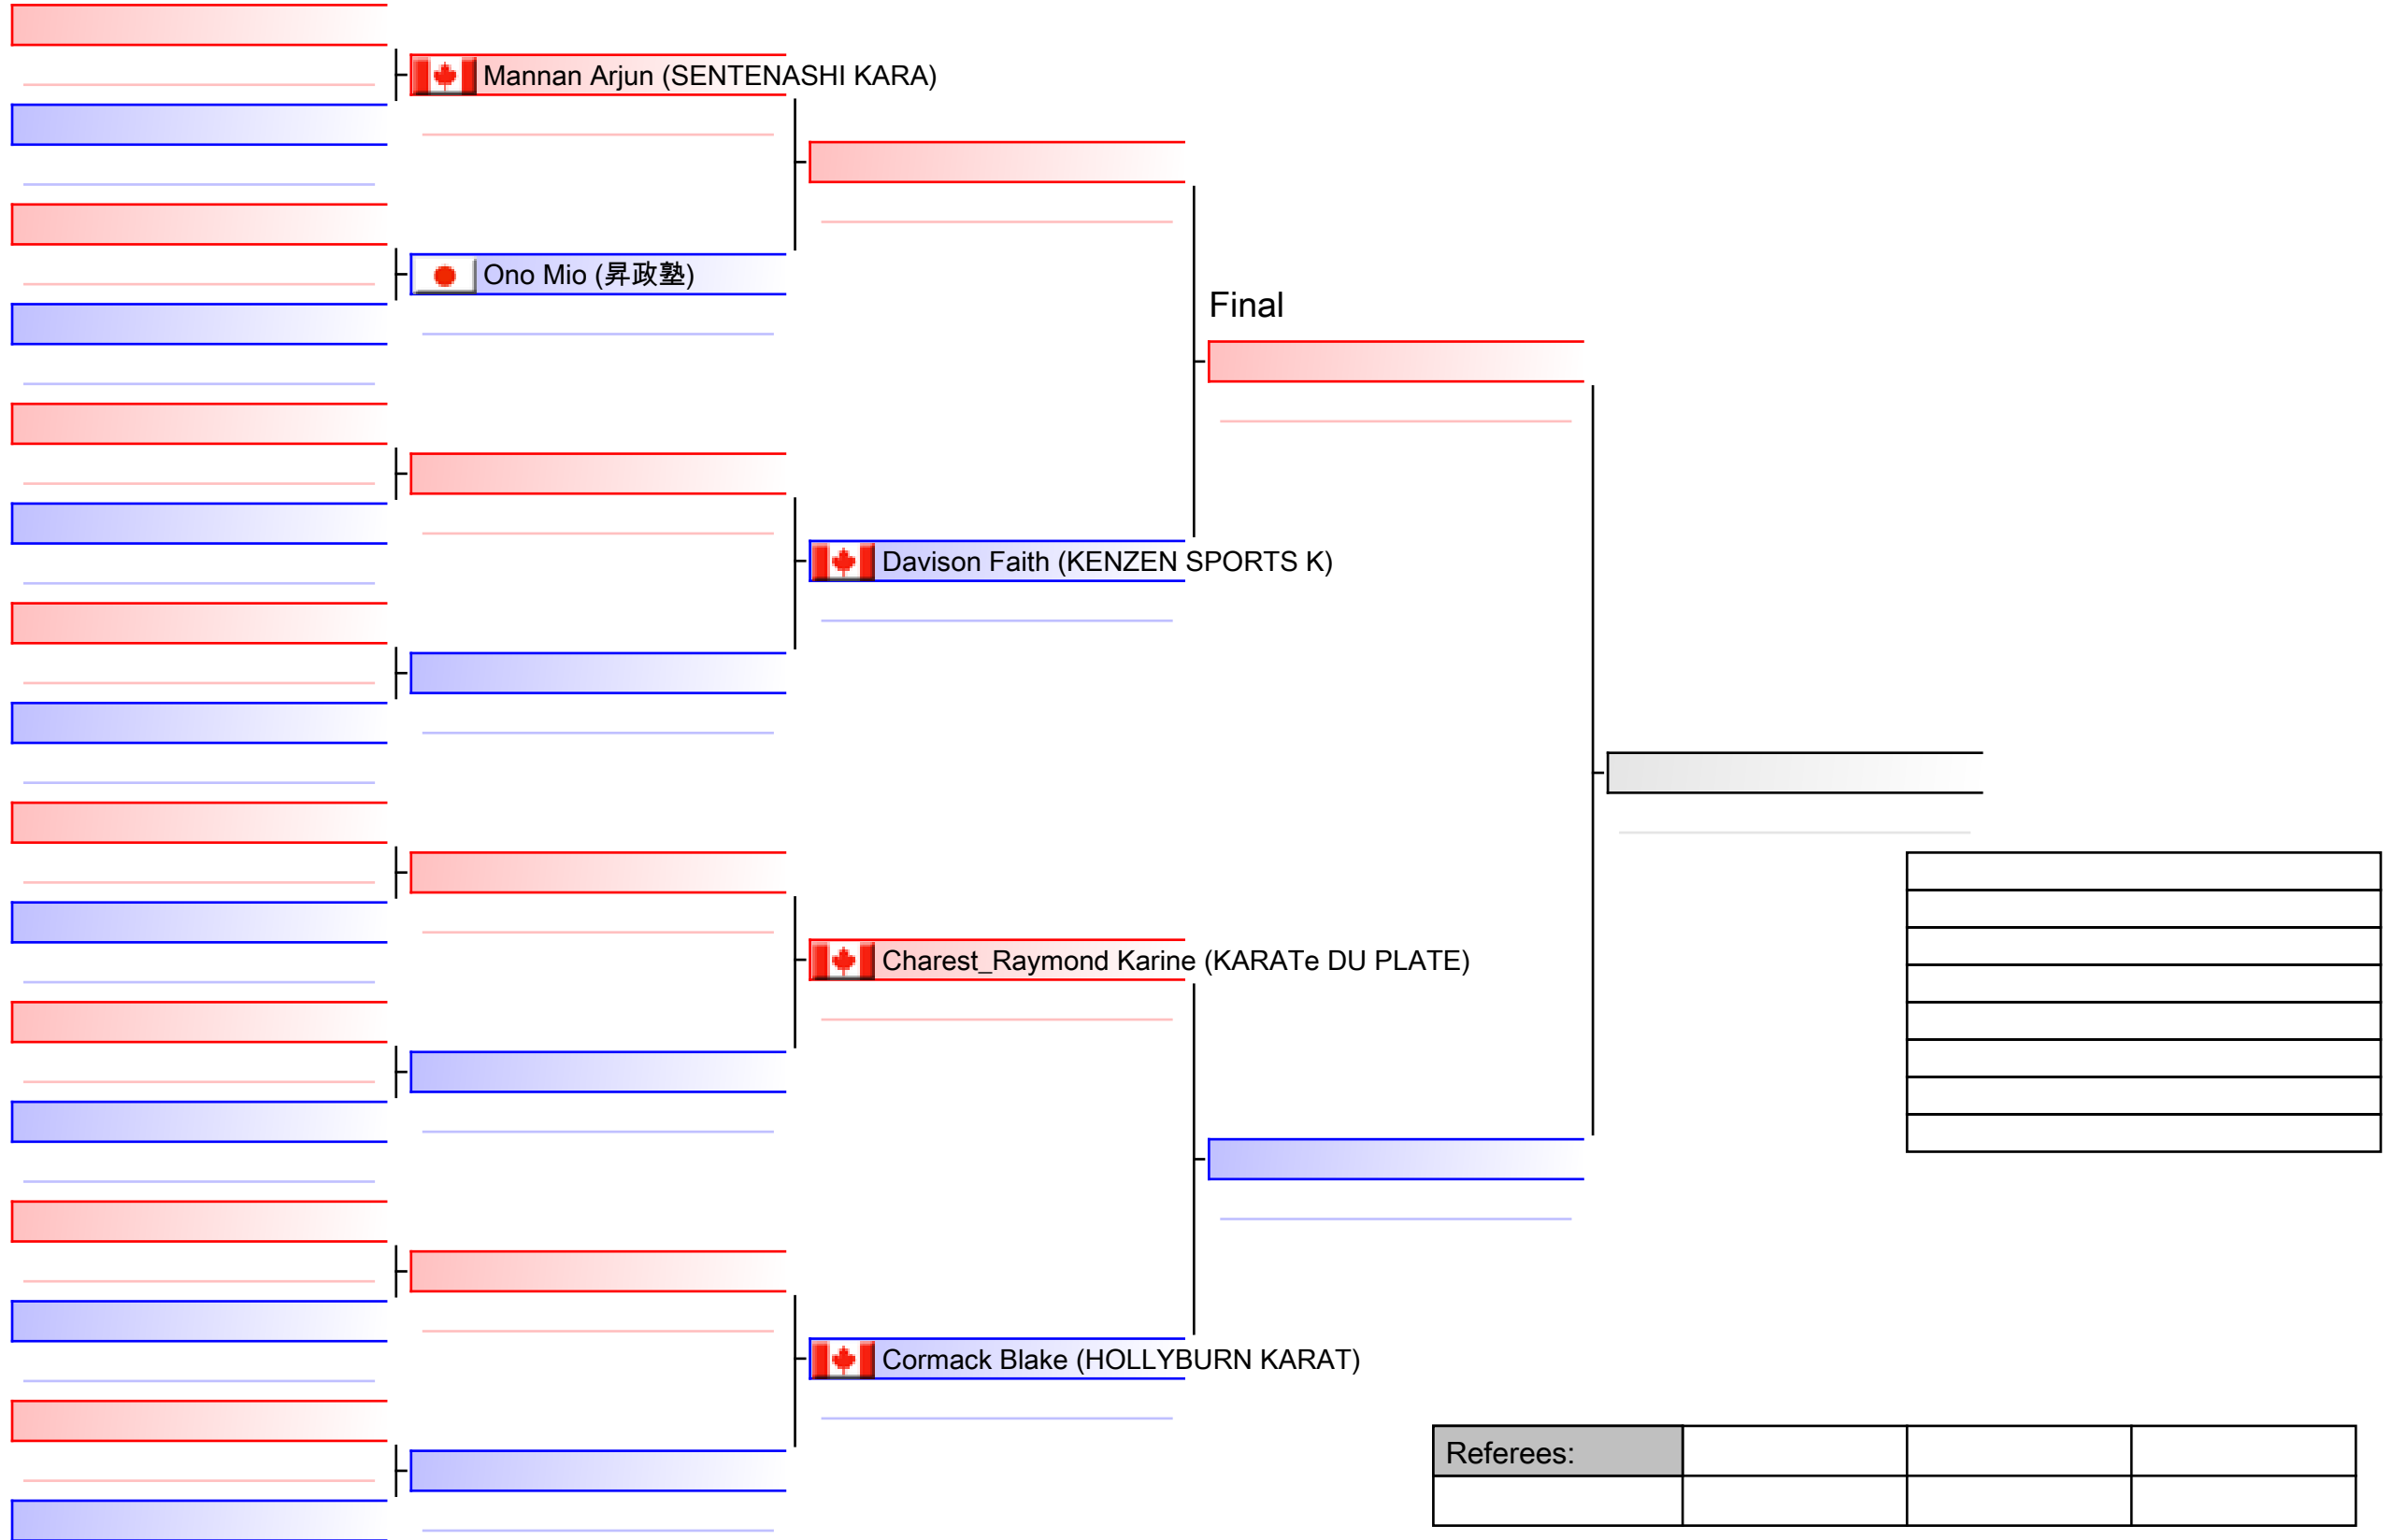 Mannan Arjun (SENTENASHI KARA)
Ono Mio (昇政塾)
Final
Davison Faith (KENZEN SPORTS K)
Charest_Raymond Karine (KARATe DU PLATE)
Cormack Blake (HOLLYBURN KARAT)
Referees: